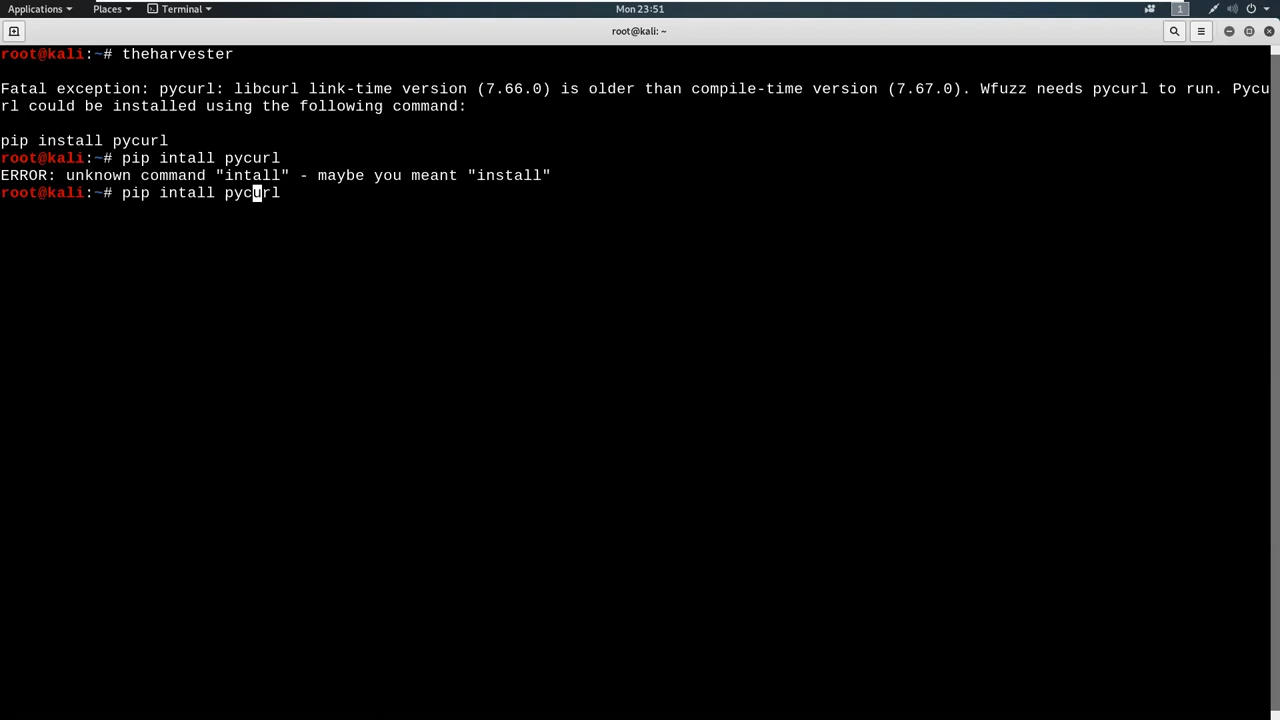 Applications Places Terminal Mon 23:51 1
root@kali: ~
root@kali:~# theharvester
Fatal exception: pycurl: libcurl link-time version (7.66.0) is older than compile-time version (7.67.0). Wfuzz needs pycurl to run. Pycu
rl could be installed using the following command:
pip install pycurl
root@kali:~# pip intall pycurl
ERROR: unknown command "intall" - maybe you meant "install"
root@kali:~# pip intall pycurl